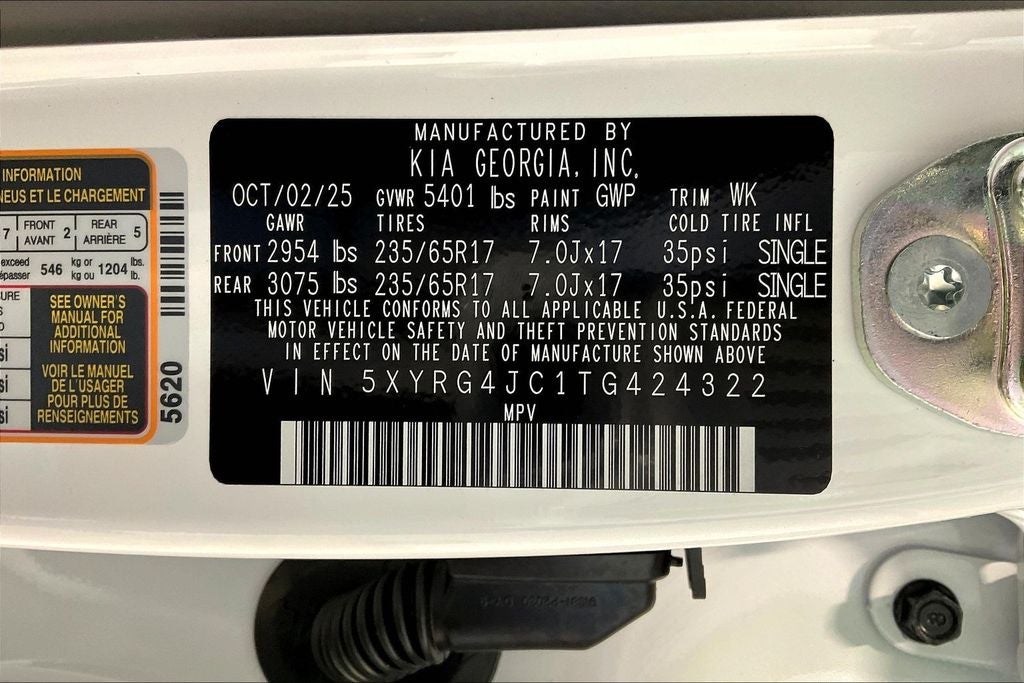 MANUFACTURED BY
KIA GEORGIA, INC.
OCT/02/25 GVWR 5401 lbs PAINT GWP TRIM WK
GAWR TIRES RIMS COLD TIRE INFL
FRONT 2954 lbs 235/65R17 7.0Jx17 35psi SINGLE
REAR 3075 lbs 235/65R17 7.0Jx17 35psi SINGLE
THIS VEHICLE CONFORMS TO ALL APPLICABLE U.S.A. FEDERAL
MOTOR VEHICLE SAFETY AND THEFT PREVENTION STANDARDS
IN EFFECT ON THE DATE OF MANUFACTURE SHOWN ABOVE
VIN 5XYRG4JC1TG424322
MPV
INFORMATION
ET LE CHARGEMENT
7 FRONT AVANT 2 REAR ARRIÈRE 5
exceed 546 kg or kg ou 1204 lbs. lb.
SEE OWNER'S
MANUAL FOR
ADDITIONAL
INFORMATION
VOIR LE MANUEL
DE L'USAGER
POUR PLUS DE
RENSEIGNEMENTS
5620